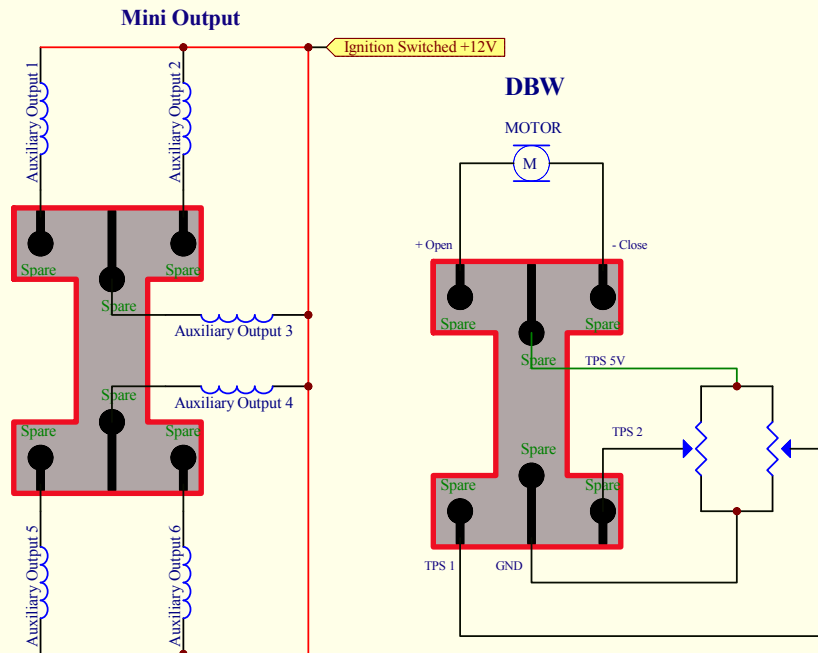 Mini Output
Ignition Switched +12V
Auxiliary Output 1
Auxiliary Output 2
Spare
Spare
Spare
Auxiliary Output 3
Spare
Auxiliary Output 4
Spare
Spare
Auxiliary Output 5
Auxiliary Output 6
DBW
MOTOR
M
+ Open
- Close
Spare
Spare
Spare
TPS 5V
TPS 2
Spare
Spare
Spare
TPS 1
GND